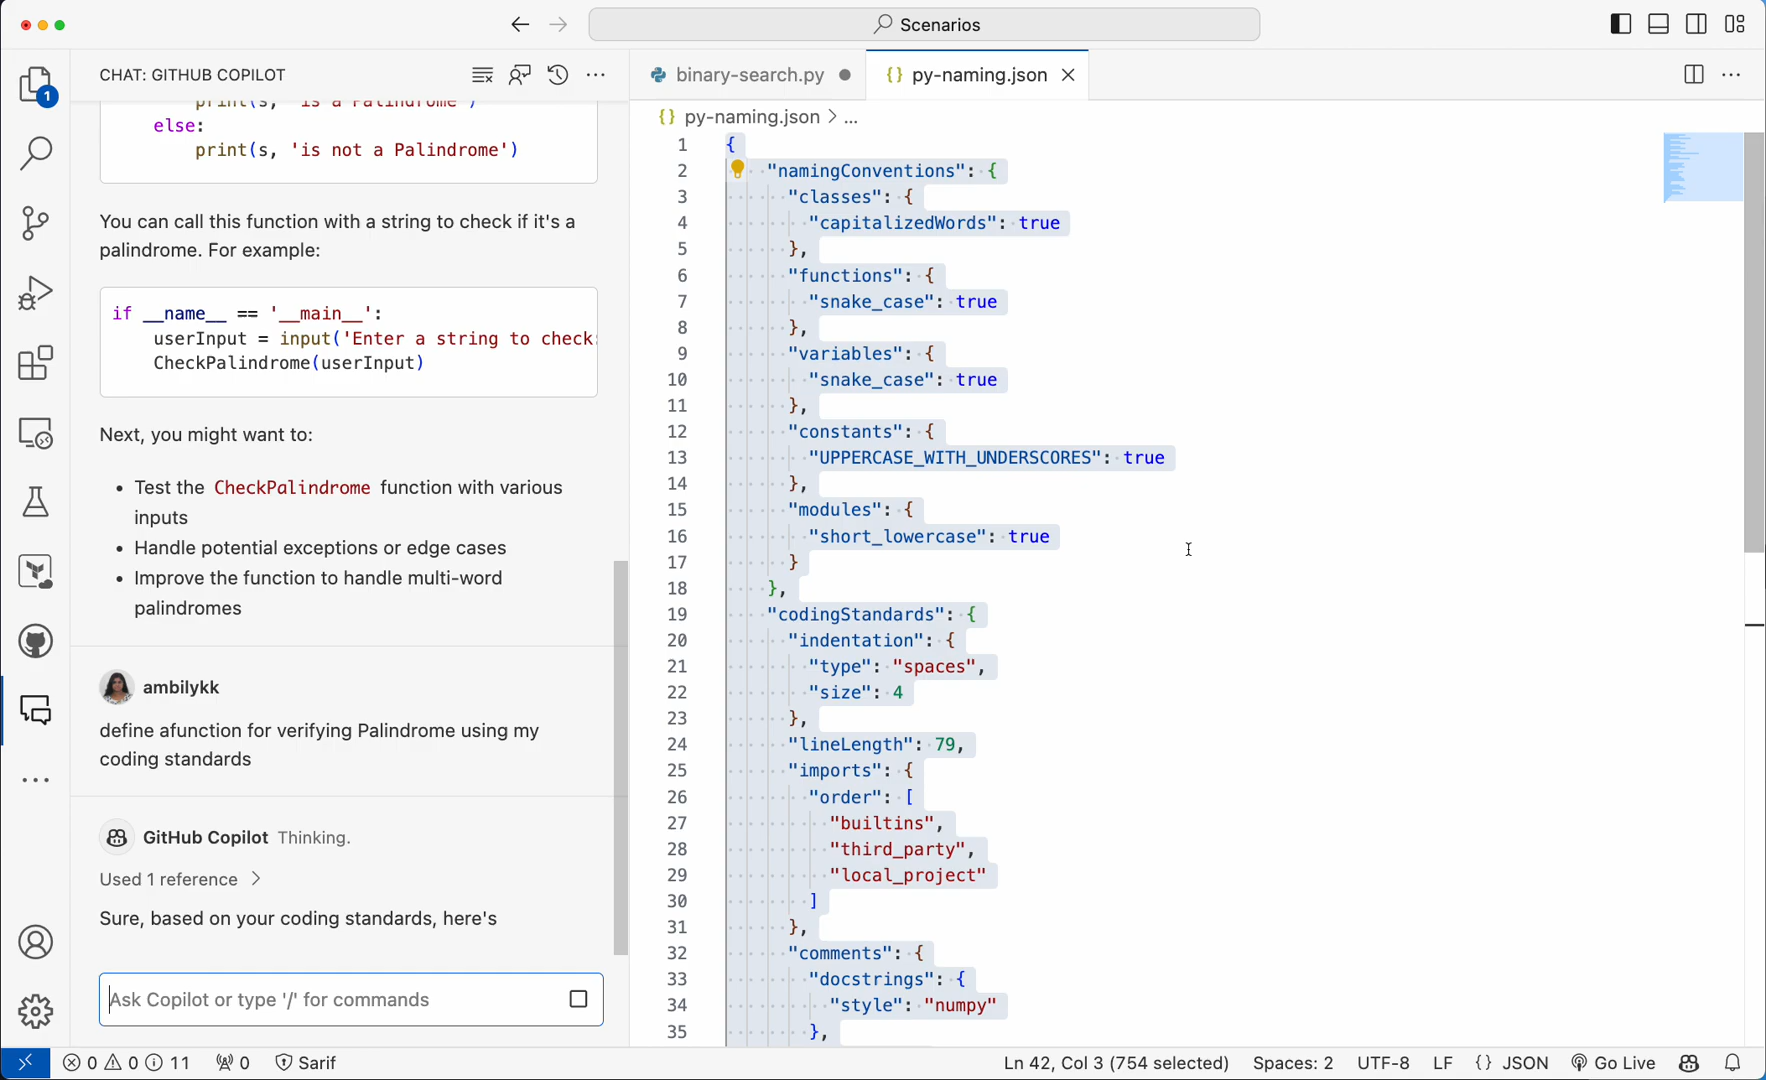 Scenarios
CHAT: GITHUB COPILOT
print(s, 'is a Palindrome')
else:
print(s, 'is not a Palindrome')
You can call this function with a string to check if it's a
palindrome. For example:
if __name__ == '__main__':
userInput = input('Enter a string to check:
CheckPalindrome(userInput)
Next, you might want to:
• Test the CheckPalindrome function with various
inputs
• Handle potential exceptions or edge cases
• Improve the function to handle multi-word
palindromes
ambilykk
define afunction for verifying Palindrome using my
coding standards
GitHub Copilot Thinking.
Used 1 reference >
Sure, based on your coding standards, here's
Ask Copilot or type '/' for commands
1
binary-search.py
{} py-naming.json
{} py-naming.json > ...
1 {
2 "namingConventions": {
3 "classes": {
4 "capitalizedWords": true
5 },
6 "functions": {
7 "snake_case": true
8 },
9 "variables": {
10 "snake_case": true
11 },
12 "constants": {
13 "UPPERCASE_WITH_UNDERSCORES": true
14 },
15 "modules": {
16 "short_lowercase": true
17 }
18 },
19 "codingStandards": {
20 "indentation": {
21 "type": "spaces",
22 "size": 4
23 },
24 "lineLength": 79,
25 "imports": {
26 "order": [
27 "builtins",
28 "third_party",
29 "local_project"
30 ]
31 },
32 "comments": {
33 "docstrings": {
34 "style": "numpy"
35 },
0 0 11 0 Sarif
Ln 42, Col 3 (754 selected) Spaces: 2 UTF-8 LF {} JSON Go Live